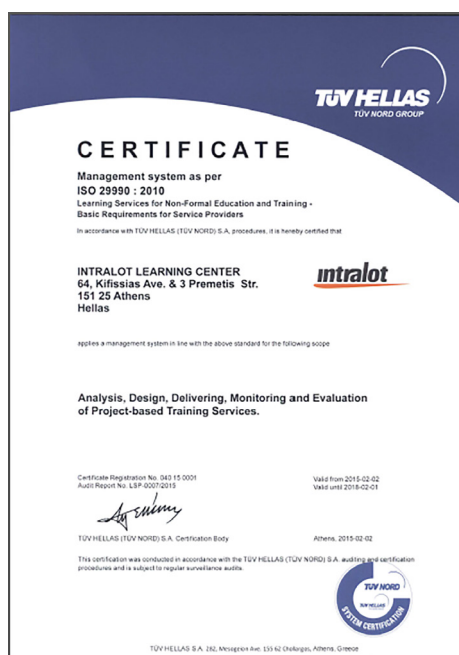 TÜV HELLAS
TÜV NORD GROUP
CERTIFICATE
Management system as per
ISO 29990 : 2010
Learning Services for Non-Formal Education and Training -
Basic Requirements for Service Providers
In accordance with TÜV HELLAS (TÜV NORD) S.A. procedures, it is hereby certified that
INTRALOT LEARNING CENTER
64, Kifissias Ave. & 3 Premetis Str.
151 25 Athens
Hellas
intralot
applies a management system in line with the above standard for the following scope
Analysis, Design, Delivering, Monitoring and Evaluation
of Project-based Training Services.
Certificate Registration No. 043 15 0001
Audit Report No. LSP-0007/2015
Valid from 2015-02-02
Valid until 2018-02-01
TÜV HELLAS (TÜV NORD) S.A. Certification Body
Athens, 2015-02-02
This certification was conducted in accordance with the TÜV HELLAS (TÜV NORD) S.A. auditing and certification
procedures and is subject to regular surveillance audits.
TÜV NORD
TÜV HELLAS
SYSTEM CERTIFICATION
TÜV HELLAS S.A. 282, Mesogeion Ave. 155 62 Cholargos, Athens, Greece